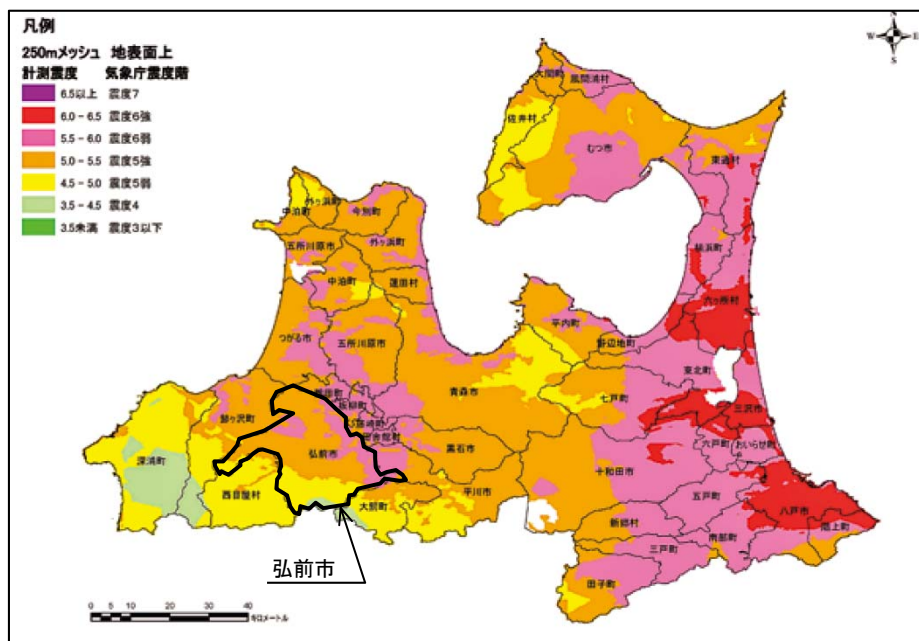 凡例
250mメッシュ 地表面上
計測震度 気象庁震度階
6.5以上 震度7
6.0 - 6.5 震度6強
5.5 - 6.0 震度6弱
5.0 - 5.5 震度5強
4.5 - 5.0 震度5弱
3.5 - 4.5 震度4
3.5未満 震度3以下
N
W E
S
大間町
風間浦村
佐井村
むつ市
東通村
中泊町
外ヶ浜町
今別町
五所川原市
外ヶ浜町
横浜町
中泊町
蓬田村
六ヶ所村
つがる市
五所川原市
平内町
野辺地町
東北町
青森市
七戸町
板柳町
鰺ヶ沢町
藤崎町
田舎館町
三沢市
六戸町
おいらせ町
深浦町
弘前市
黒石市
十和田市
西目屋村
平川市
五戸町
八戸市
大鰐町
新郷村
南部町
階上町
三戸町
田子町
弘前市
0 5 10 20 30 40
キロメートル